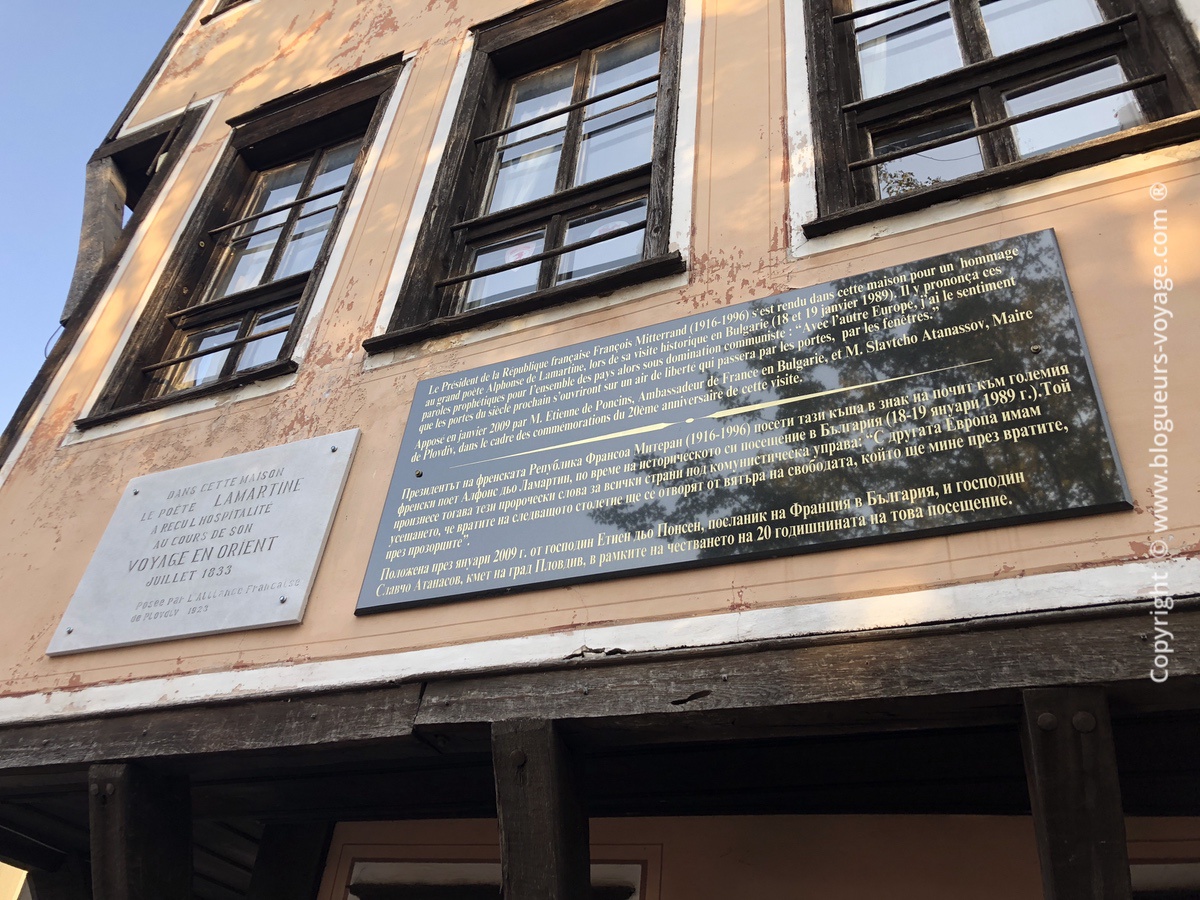 DANS CETTE MAISON
LE POÈTE LAMARTINE
A RECU L'HOSPITALITE
AU COURS DE SON
VOYAGE EN ORIENT
JUILLET 1833
Posée par L'Alliance Francaise
de PLOVDIV 1923
Le Président de la République française François Mitterrand (1916-1996) s'est rendu dans cette maison pour un hommage
au grand poète Alphonse de Lamartine, lors de sa visite historique en Bulgarie (18 et 19 janvier 1989). Il y prononça ces
paroles prophétiques pour l'ensemble des pays alors sous domination communiste : "Avec l'autre Europe, j'ai le sentiment
que les portes du siècle prochain s'ouvriront sur un air de liberté qui passera par les portes, par les fenêtres."
Apposé en janvier 2009 par M. Etienne de Poncins, Ambassadeur de France en Bulgarie, et M. Slavtcho Atanassov, Maire
de Plovdiv, dans le cadre des commémorations du 20ème anniversaire de cette visite.
Президентът на френската Република Франсоа Митеран (1916-1996) посети тази къща в знак на почит към големия
френски поет Алфонс дьо Ламартин, по време на историческото си посещение в България (18-19 януари 1989 г.).Той
произнесе тогава тези пророчески слова за всички страни под комунистическа управа: "С другата Европа имам
усещането, че вратите на следващото столетие ще се отворят от вятъра на свободата, който ще мине през вратите,
през прозорците".
Положена през януари 2009 г. от господин Етиен дьо Понсен, посланик на Франция в България, и господин
Славчо Атанасов, кмет на град Пловдив, в рамките на честването на 20 годишнината на това посещение.
Copyright © www.blogueurs-voyage.com ®